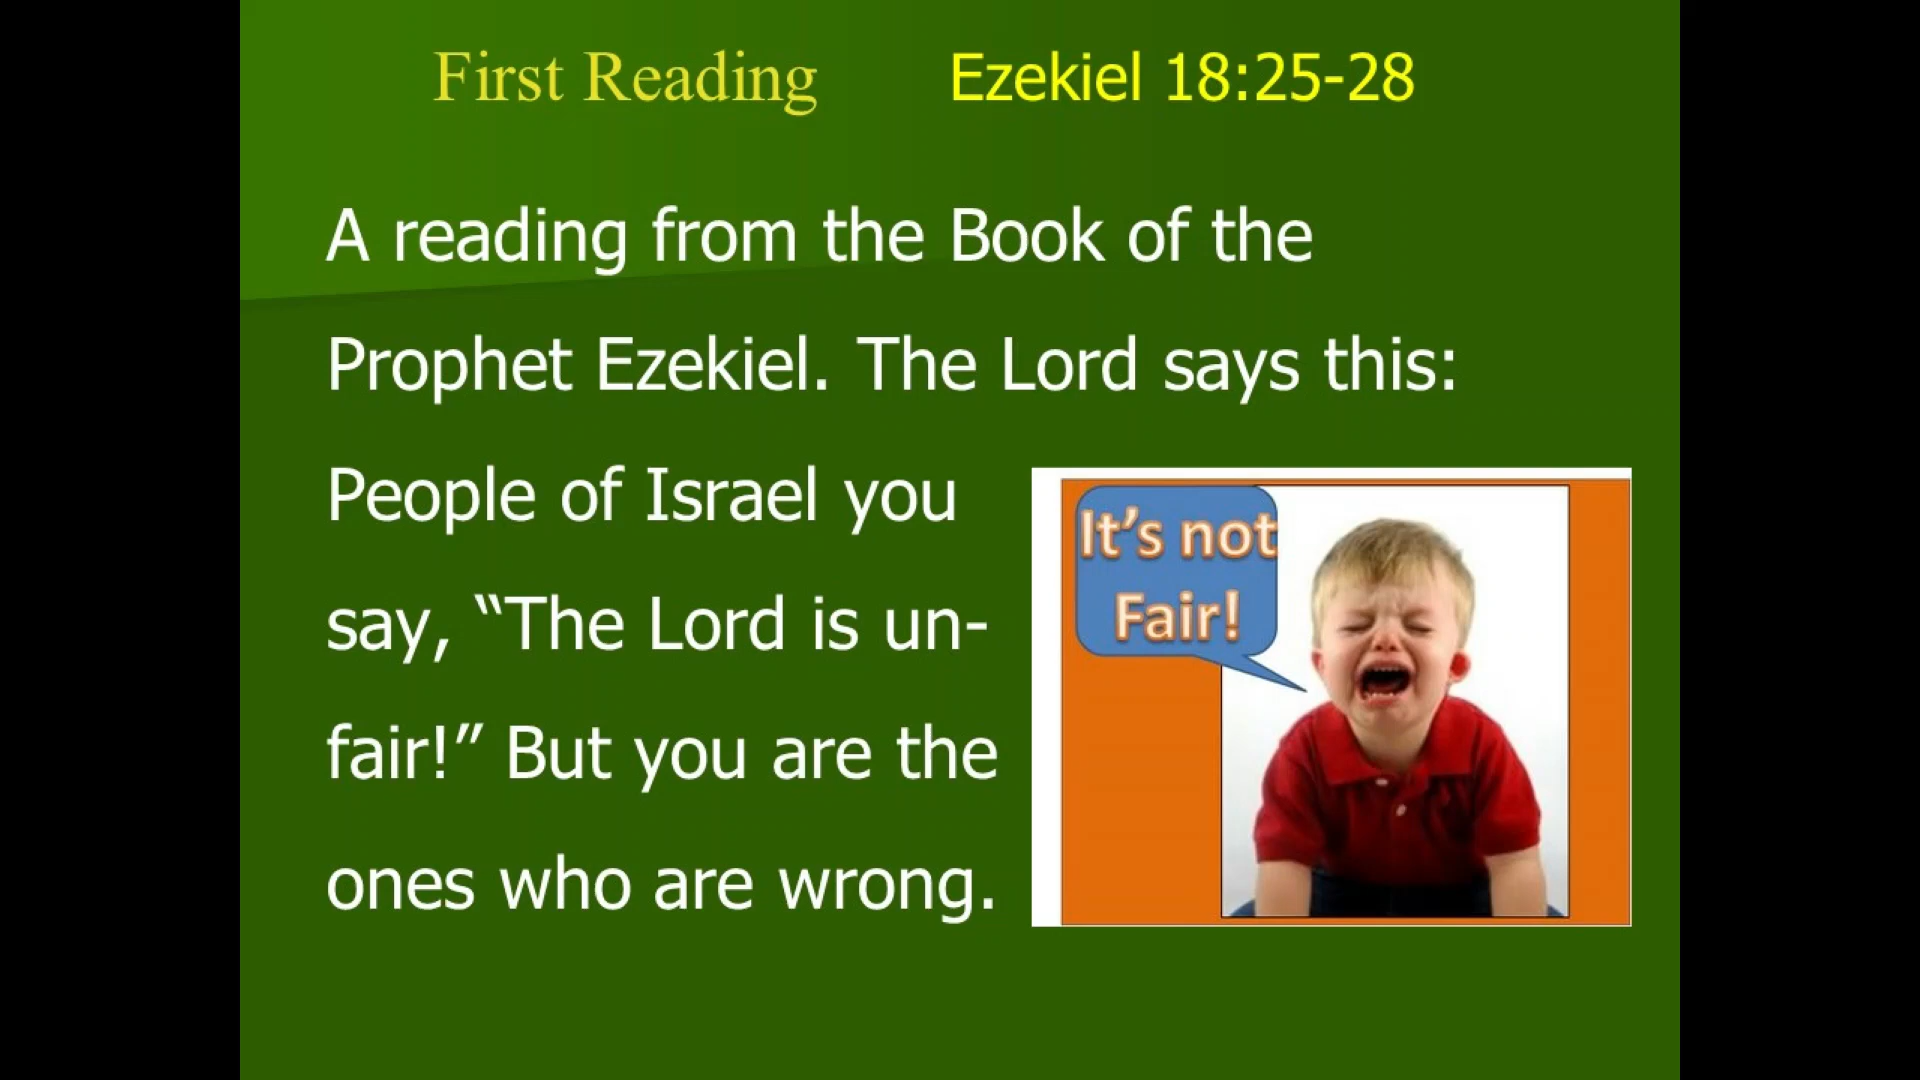 First Reading Ezekiel 18:25-28
A reading from the Book of the
Prophet Ezekiel. The Lord says this:
People of Israel you
say, “The Lord is un-
fair!” But you are the
ones who are wrong.
It’s not
Fair!